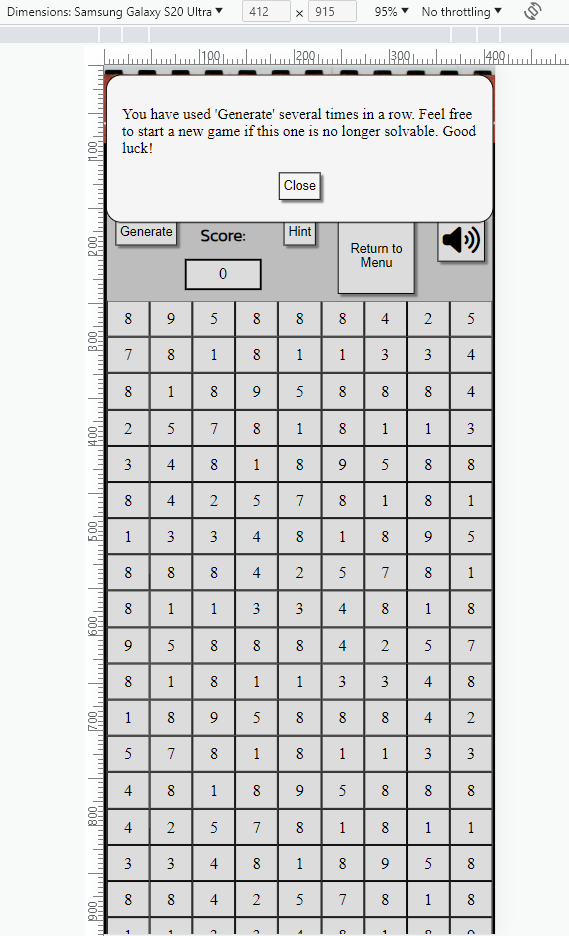 Dimensions: Samsung Galaxy S20 Ultra ▼ 412 x 915 95% ▼ No throttling ▼
100 200 300 400
You have used 'Generate' several times in a row. Feel free
to start a new game if this one is no longer solvable. Good
luck!
Close
Generate Score: Hint Return to
Menu
0
8 9 5 8 8 8 4 2 5
7 8 1 8 1 1 3 3 4
8 1 8 9 5 8 8 8 4
2 5 7 8 1 8 1 1 3
3 4 8 1 8 9 5 8 8
8 4 2 5 7 8 1 8 1
1 3 3 4 8 1 8 9 5
8 8 8 4 2 5 7 8 1
8 1 1 3 3 4 8 1 8
9 5 8 8 8 4 2 5 7
8 1 8 1 1 3 3 4 8
1 8 9 5 8 8 8 4 2
5 7 8 1 8 1 1 3 3
4 8 1 8 9 5 8 8 8
4 2 5 7 8 1 8 1 1
3 3 4 8 1 8 9 5 8
8 8 4 2 5 7 8 1 8
100
200
300
400
500
600
700
800
900